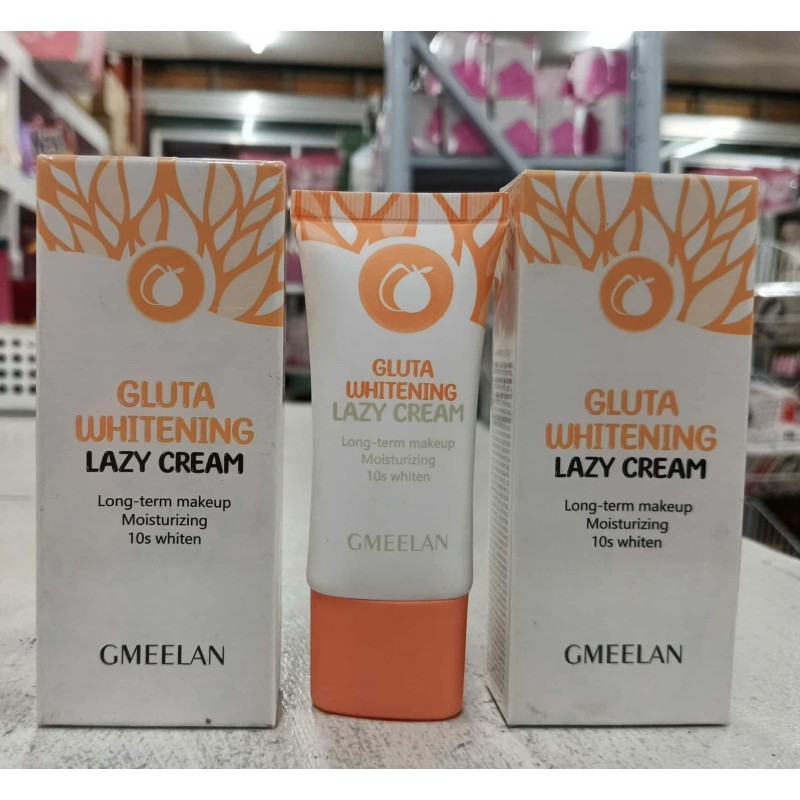 GLUTA
WHITENING
LAZY CREAM
Long-term makeup
Moisturizing
10s whiten
GMEELAN
GLUTA
WHITENING
LAZY CREAM
Long-term makeup
Moisturizing
10s whiten
GMEELAN
GLUTA
WHITENING
LAZY CREAM
Long-term makeup
Moisturizing
10s whiten
GMEELAN